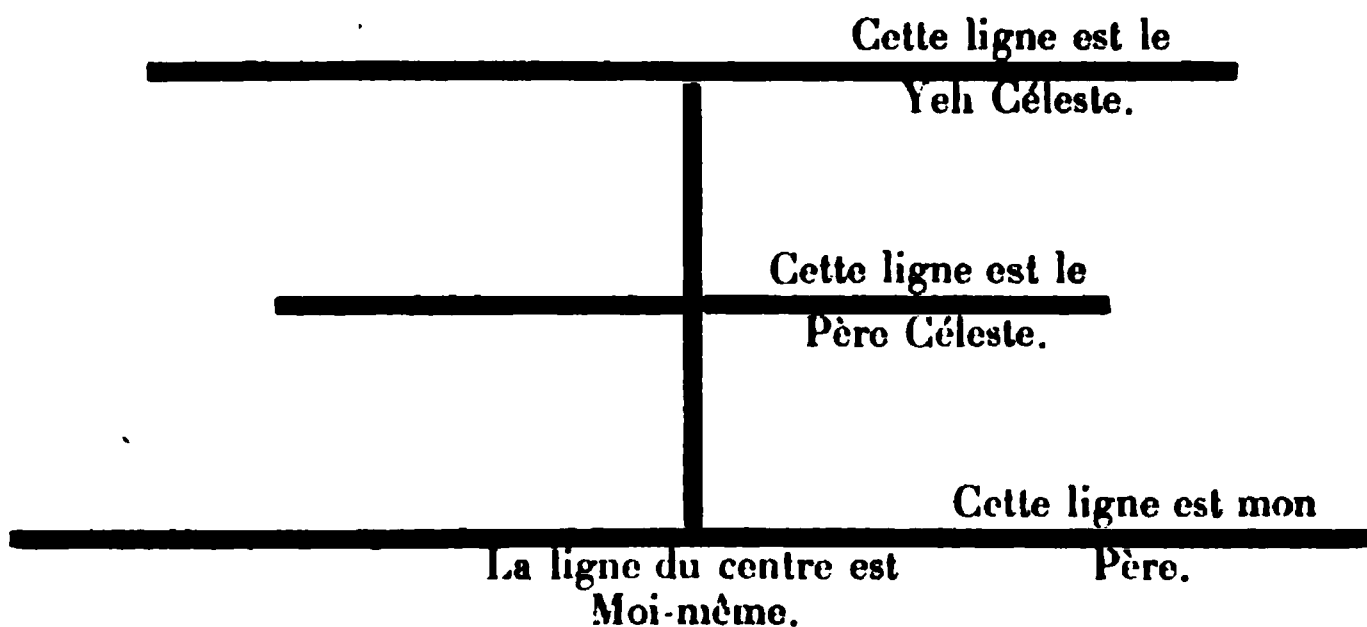 Cette ligne est le
Yeh Céleste.
Cette ligne est le
Père Céleste.
Cette ligne est mon
Père.
La ligne du centre est
Moi-même.